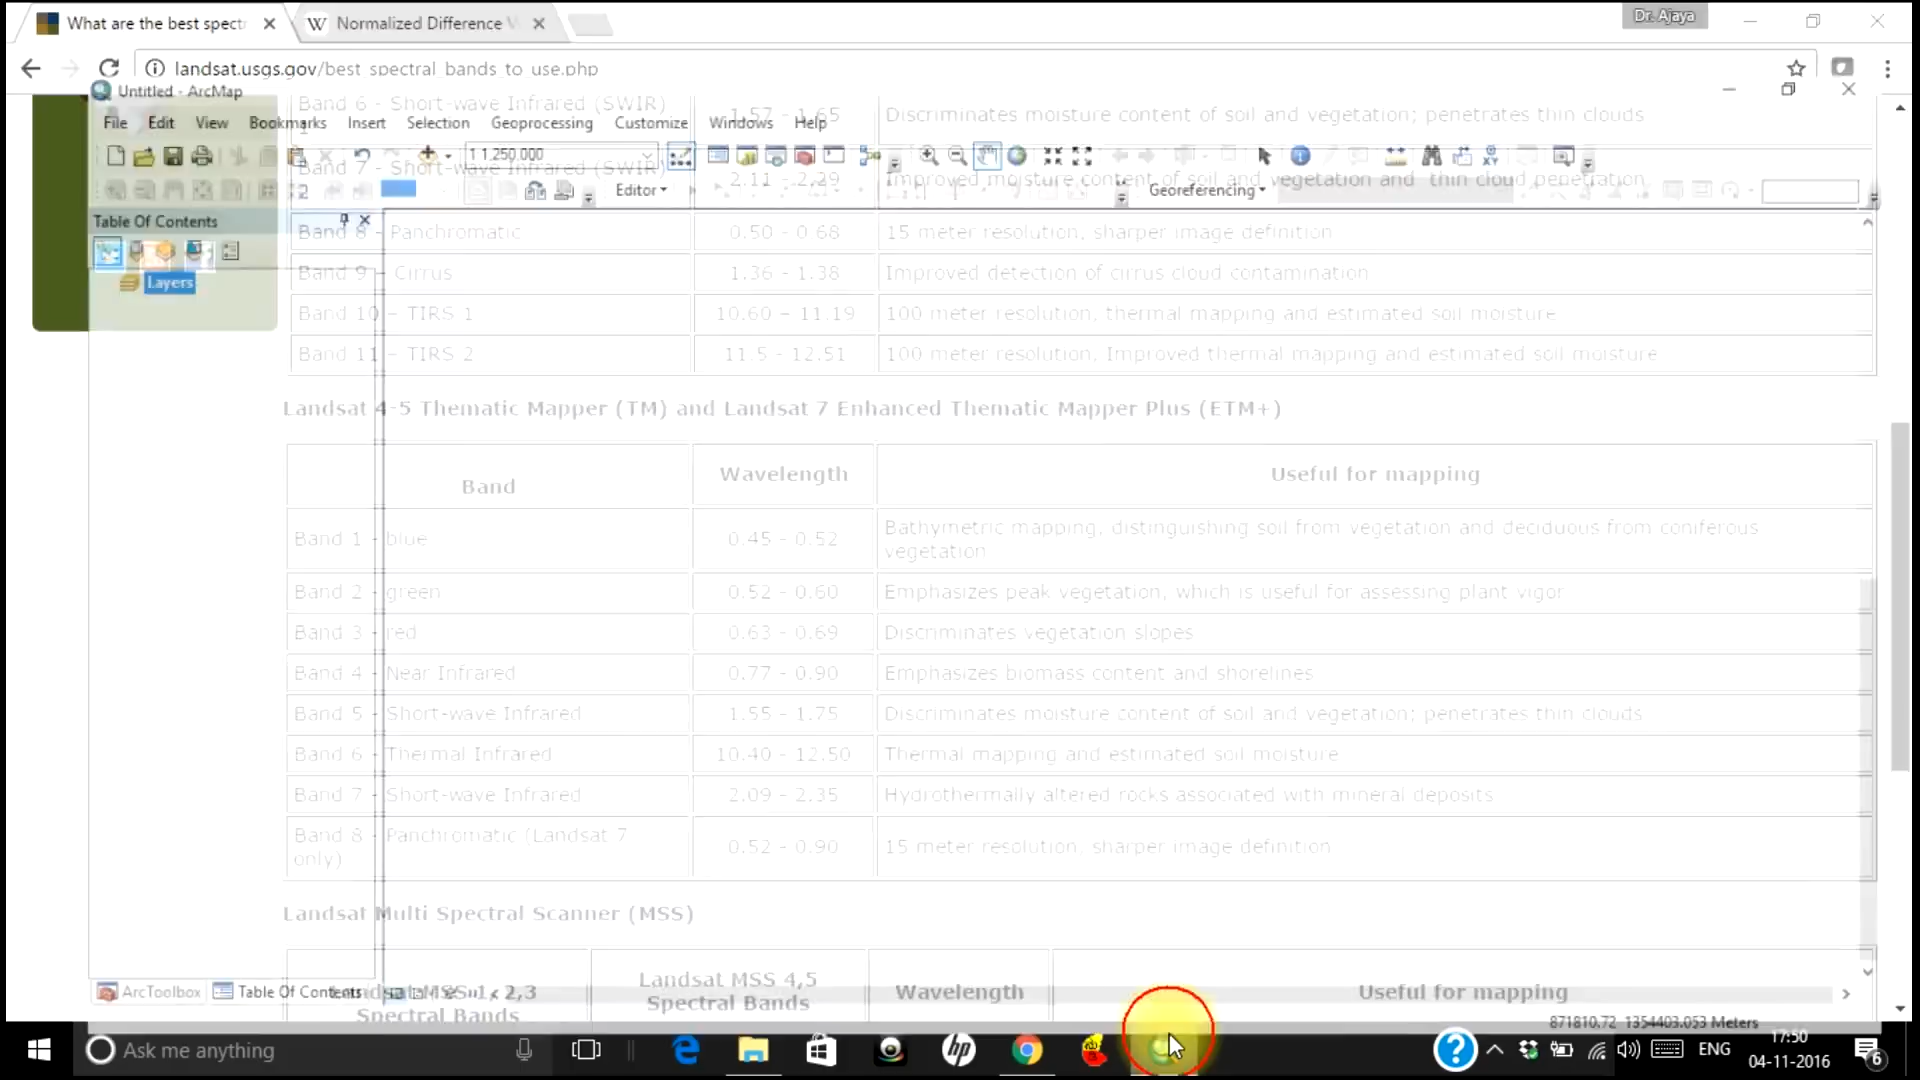 What are the best spectr
Normalized Difference W
Dr. Ajaya
landsat.usgs.gov/best_spectral_bands_to_use.php
Untitled - ArcMap
Band 6 - Short-wave Infrared (SWIR)
1
1.57 - 1.65
Discriminates moisture content of soil and vegetation; penetrates thin clouds
File Edit View Bookmarks Insert Selection Geoprocessing Customize Windows Help
1:1,250,000
Band 7 - Short-wave Infrared (SWIR)
2
2.11 - 2.29
Improved moisture content of soil and vegetation and thin cloud penetration
Editor
Georeferencing
Table Of Contents
Layers
Band 8 - Panchromatic 0.50 - 0.68 15 meter resolution, sharper image definition
Band 9 – Cirrus 1.36 - 1.38 Improved detection of cirrus cloud contamination
Band 10 – TIRS 1 10.60 – 11.19 100 meter resolution, thermal mapping and estimated soil moisture
Band 11 – TIRS 2 11.5 - 12.51 100 meter resolution, Improved thermal mapping and estimated soil moisture
Landsat 4-5 Thematic Mapper (TM) and Landsat 7 Enhanced Thematic Mapper Plus (ETM+)
Band Wavelength Useful for mapping
Band 1 - blue 0.45 - 0.52 Bathymetric mapping, distinguishing soil from vegetation and deciduous from coniferous
vegetation
Band 2 - green 0.52 - 0.60 Emphasizes peak vegetation, which is useful for assessing plant vigor
Band 3 - red 0.63 - 0.69 Discriminates vegetation slopes
Band 4 - Near Infrared 0.77 - 0.90 Emphasizes biomass content and shorelines
Band 5 - Short-wave Infrared 1.55 - 1.75 Discriminates moisture content of soil and vegetation; penetrates thin clouds
Band 6 - Thermal Infrared 10.40 - 12.50 Thermal mapping and estimated soil moisture
Band 7 - Short-wave Infrared 2.09 - 2.35 Hydrothermally altered rocks associated with mineral deposits
Band 8 - Panchromatic (Landsat 7
only)
0.52 - 0.90 15 meter resolution, sharper image definition
Landsat Multi Spectral Scanner (MSS)
Landsat MSS 1, 2,3
Spectral Bands
Landsat MSS 4,5
Spectral Bands
Wavelength Useful for mapping
ArcToolbox Table Of Contents
871810.72 1354403.053 Meters
Ask me anything
hp
ENG
17:50
04-11-2016
6